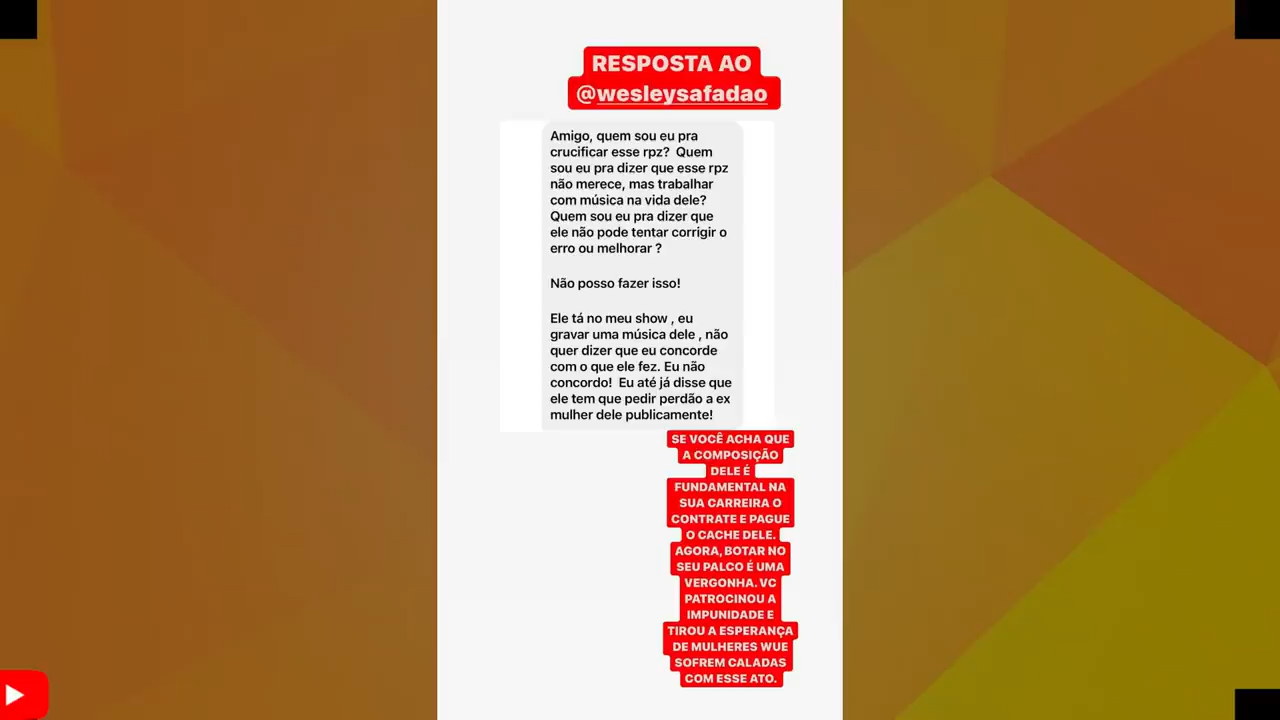 RESPOSTA AO
@wesleysafadao
Amigo, quem sou eu pra
crucificar esse rpz?  Quem
sou eu pra dizer que esse rpz
não merece, mas trabalhar
com música na vida dele?
Quem sou eu pra dizer que
ele não pode tentar corrigir o
erro ou melhorar ?
Não posso fazer isso!
Ele tá no meu show , eu
gravar uma música dele , não
quer dizer que eu concorde
com o que ele fez. Eu não
concordo!  Eu até já disse que
ele tem que pedir perdão a ex
mulher dele publicamente!
SE VOCÊ ACHA QUE
A COMPOSIÇÃO
DELE É
FUNDAMENTAL NA
SUA CARREIRA O
CONTRATE E PAGUE
O CACHE DELE.
AGORA, BOTAR NO
SEU PALCO É UMA
VERGONHA. VC
PATROCINOU A
IMPUNIDADE E
TIROU A ESPERANÇA
DE MULHERES WUE
SOFREM CALADAS
COM ESSE ATO.